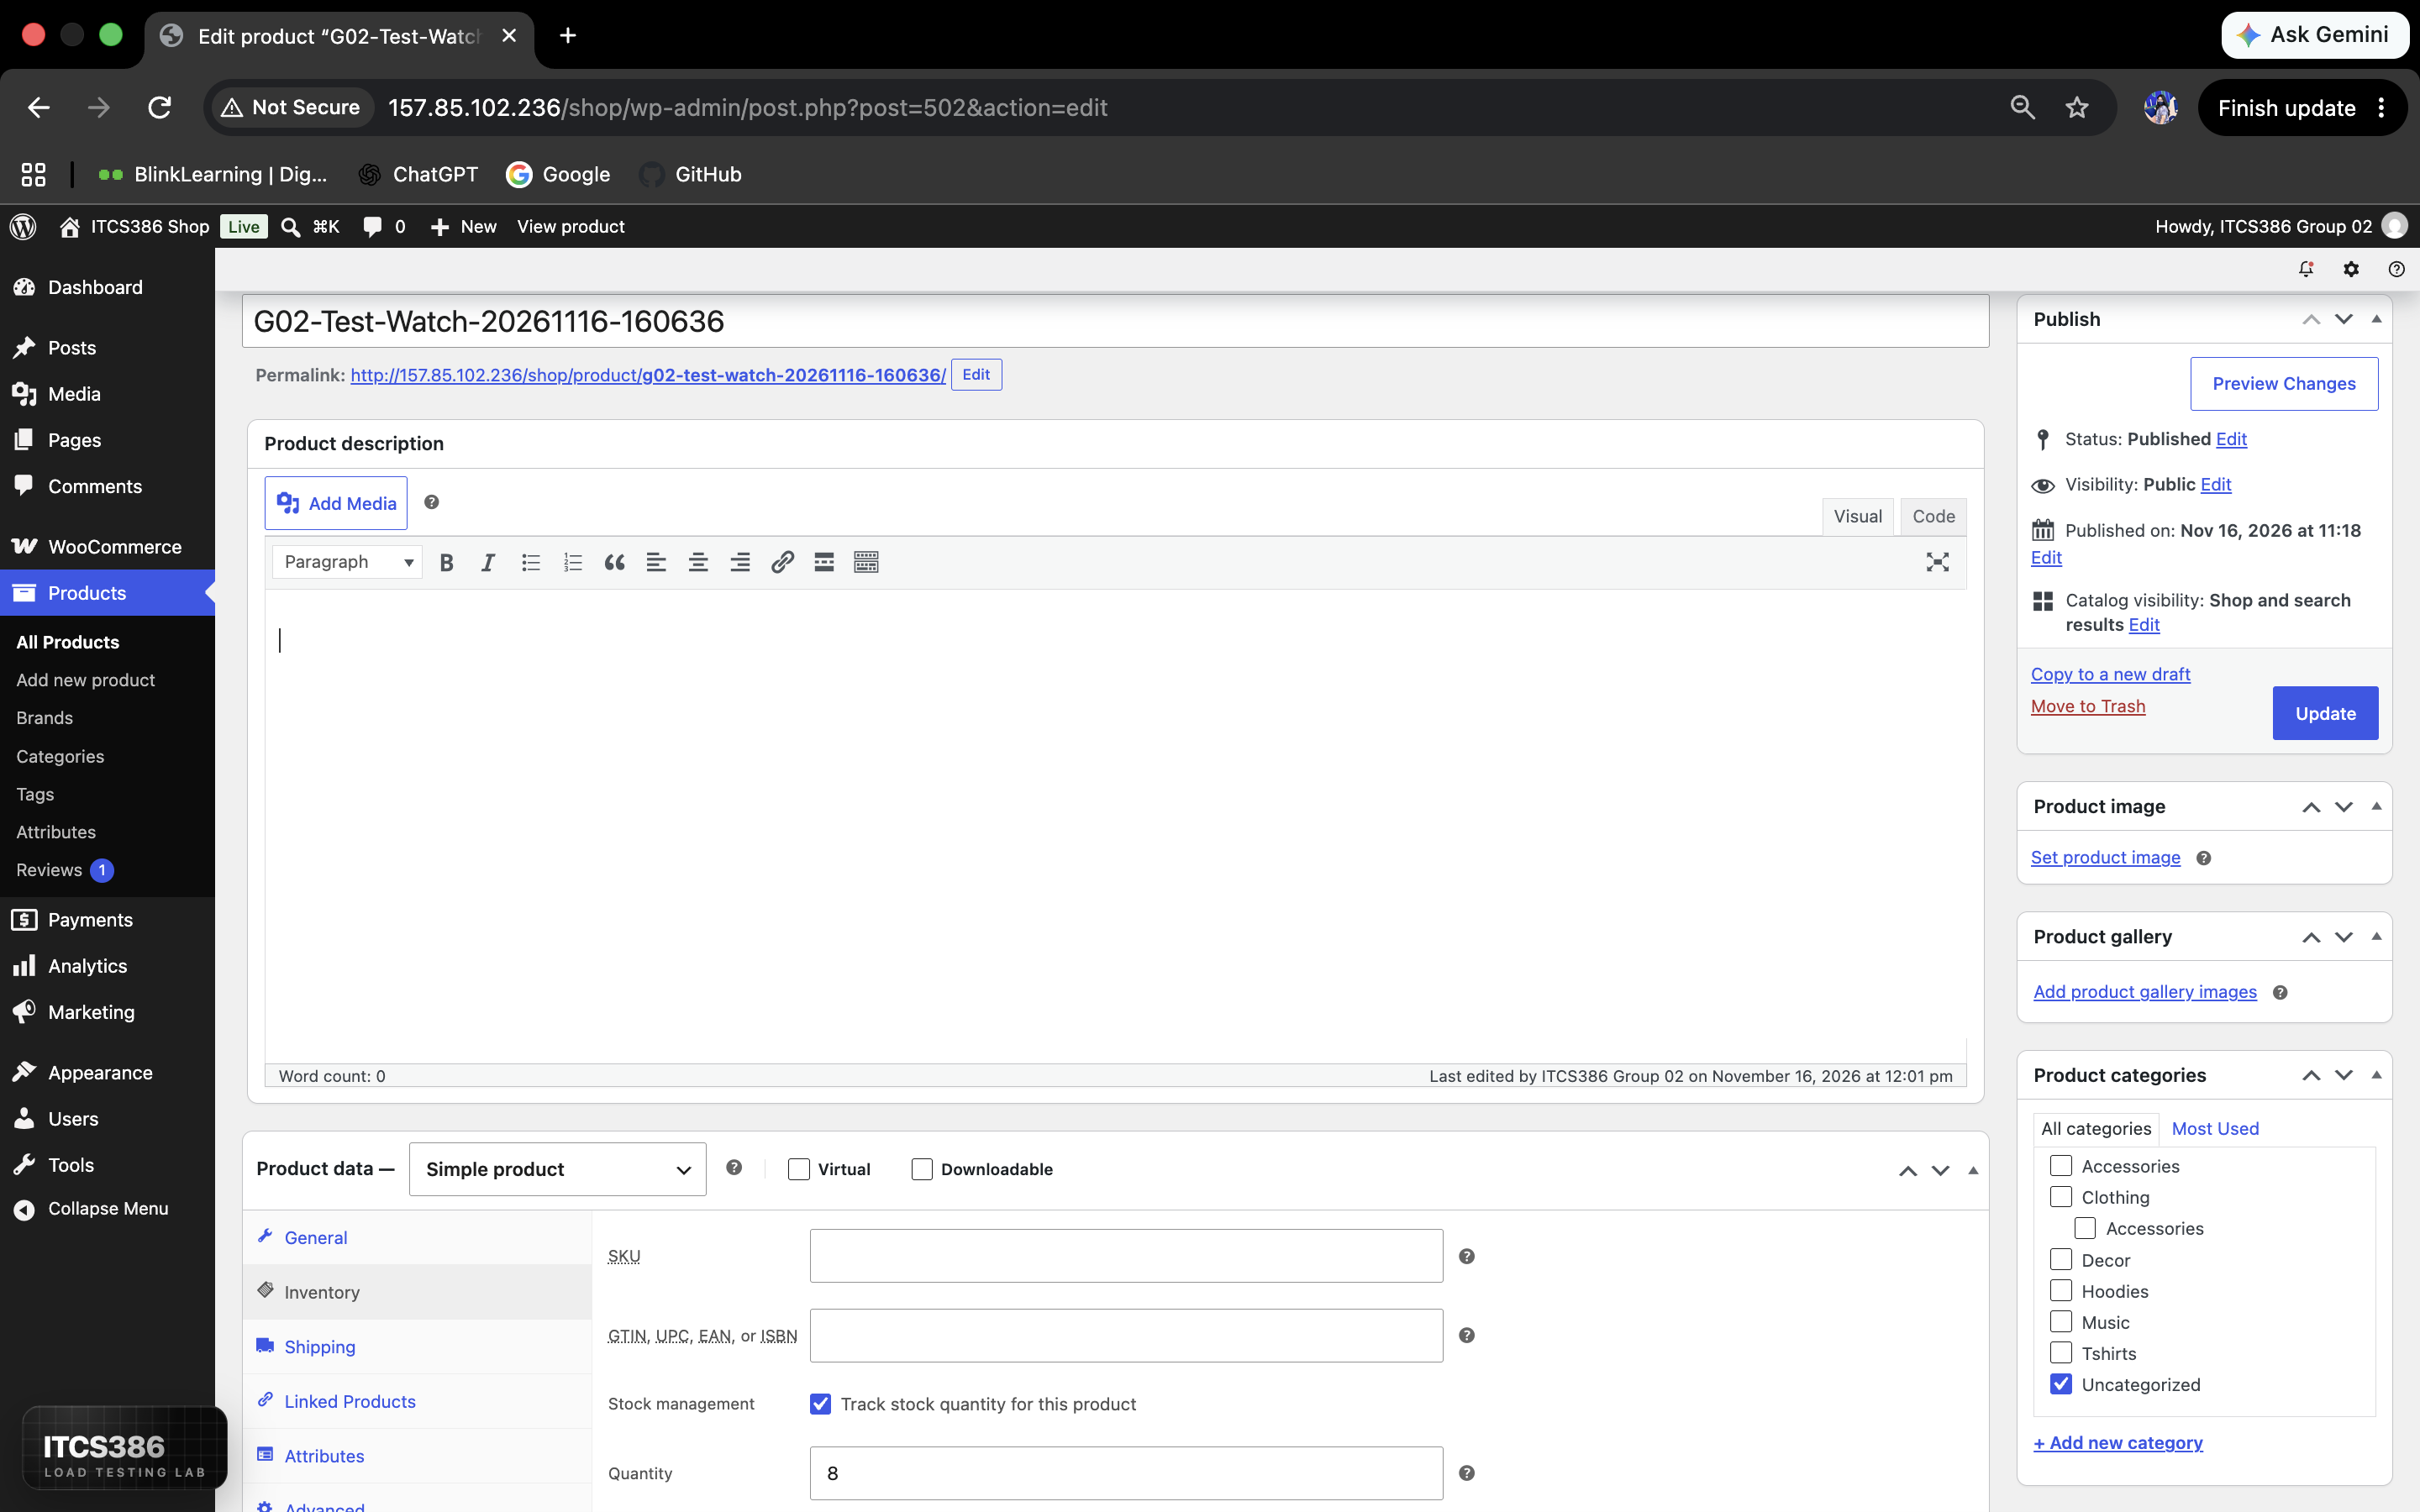 Edit product “G02-Test-Watch
Ask Gemini
Not Secure
157.85.102.236/shop/wp-admin/post.php?post=502&action=edit
Finish update
BlinkLearning | Dig...
ChatGPT
Google
GitHub
ITCS386 Shop
Live
⌘K
0
New
View product
Howdy, ITCS386 Group 02
Dashboard
Posts
Media
Pages
Comments
WooCommerce
Products
All Products
Add new product
Brands
Categories
Tags
Attributes
Reviews 1
Payments
Analytics
Marketing
Appearance
Users
Tools
Collapse Menu
ITCS386
LOAD TESTING LAB
G02-Test-Watch-20261116-160636
Permalink: http://157.85.102.236/shop/product/g02-test-watch-20261116-160636/ Edit
Product description
Add Media
Visual
Code
Paragraph
Word count: 0
Last edited by ITCS386 Group 02 on November 16, 2026 at 12:01 pm
Product data —
Simple product
Virtual
Downloadable
General
Inventory
Shipping
Linked Products
Attributes
Advanced
SKU
GTIN, UPC, EAN, or ISBN
Stock management
Track stock quantity for this product
Quantity
8
Publish
Preview Changes
Status: Published Edit
Visibility: Public Edit
Published on: Nov 16, 2026 at 11:18
Edit
Catalog visibility: Shop and search
results Edit
Copy to a new draft
Move to Trash
Update
Product image
Set product image
Product gallery
Add product gallery images
Product categories
All categories
Most Used
Accessories
Clothing
Accessories
Decor
Hoodies
Music
Tshirts
Uncategorized
+ Add new category